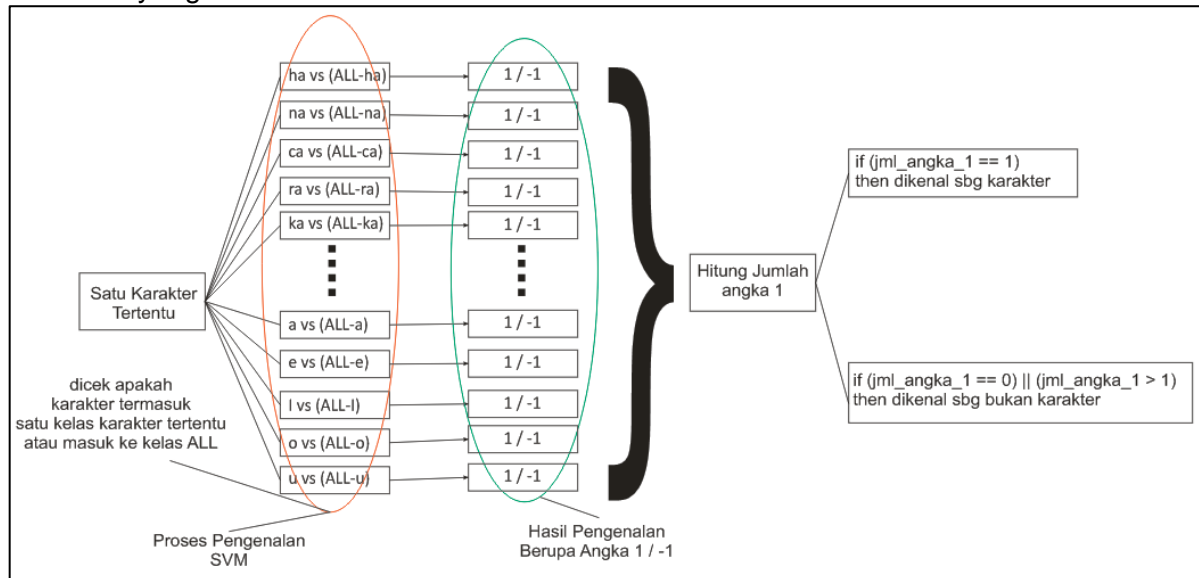 ha vs (ALL-ha)
1 / -1
na vs (ALL-na)
1 / -1
ca vs (ALL-ca)
1 / -1
ra vs (ALL-ra)
1 / -1
ka vs (ALL-ka)
1 / -1
a vs (ALL-a)
1 / -1
e vs (ALL-e)
1 / -1
I vs (ALL-I)
1 / -1
o vs (ALL-o)
1 / -1
u vs (ALL-u)
1 / -1
Satu Karakter
Tertentu
dicek apakah
karakter termasuk
satu kelas karakter tertentu
atau masuk ke kelas ALL
Proses Pengenalan
SVM
Hasil Pengenalan
Berupa Angka 1 / -1
Hitung Jumlah
angka 1
if (jml_angka_1 == 1)
then dikenal sbg karakter
if (jml_angka_1 == 0) || (jml_angka_1 > 1)
then dikenal sbg bukan karakter